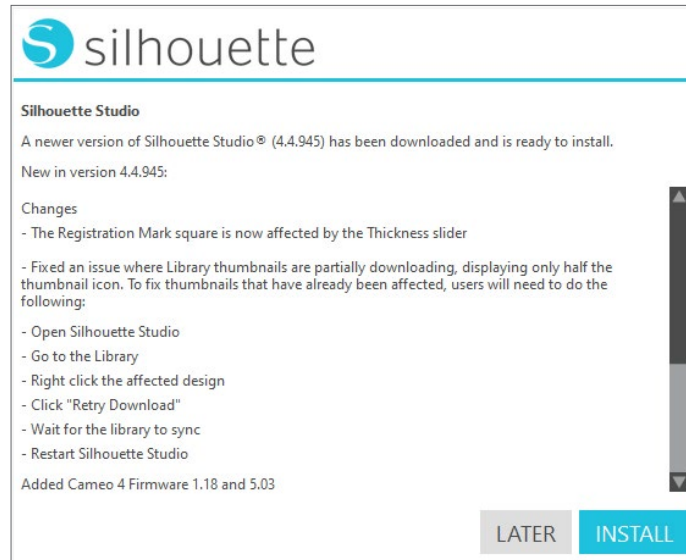 silhouette
Silhouette Studio
A newer version of Silhouette Studio® (4.4.945) has been downloaded and is ready to install.
New in version 4.4.945:
Changes
- The Registration Mark square is now affected by the Thickness slider
- Fixed an issue where Library thumbnails are partially downloading, displaying only half the
thumbnail icon. To fix thumbnails that have already been affected, users will need to do the
following:
- Open Silhouette Studio
- Go to the Library
- Right click the affected design
- Click "Retry Download"
- Wait for the library to sync
- Restart Silhouette Studio
Added Cameo 4 Firmware 1.18 and 5.03
LATER INSTALL